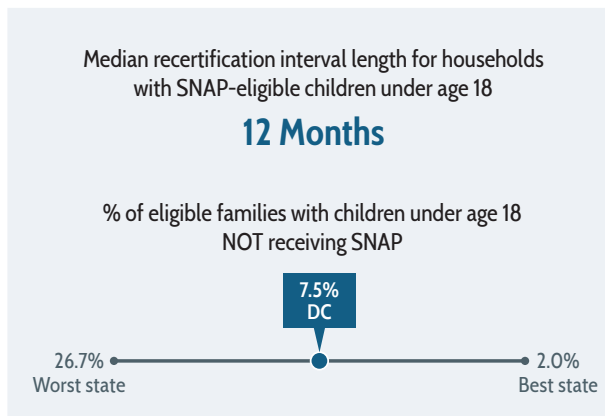 Median recertification interval length for households
with SNAP-eligible children under age 18
12 Months
% of eligible families with children under age 18
NOT receiving SNAP
7.5%
DC
26.7%
Worst state
2.0%
Best state